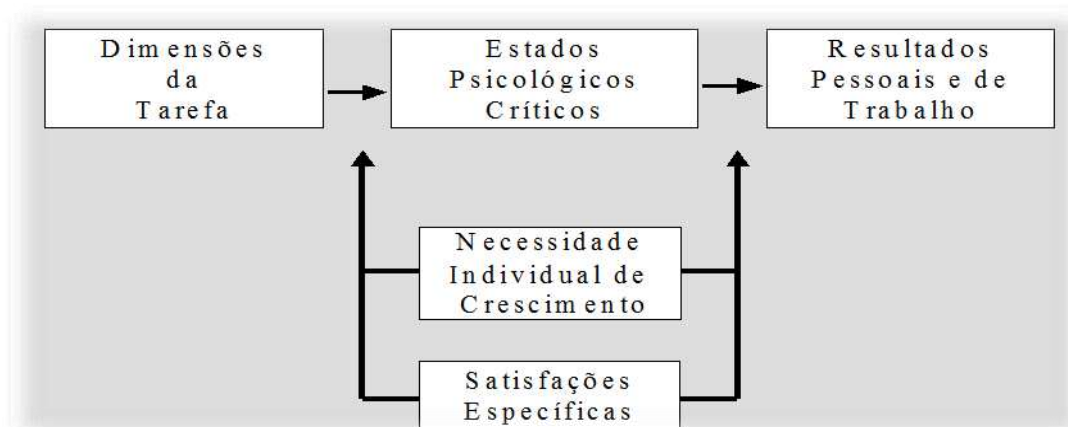 Dimensões
da
Tarefa
Estados
Psicológicos
Críticos
Resultados
Pessoais e de
Trabalho
Necessidade
Individual de
Crescimento
Satisfações
Específicas